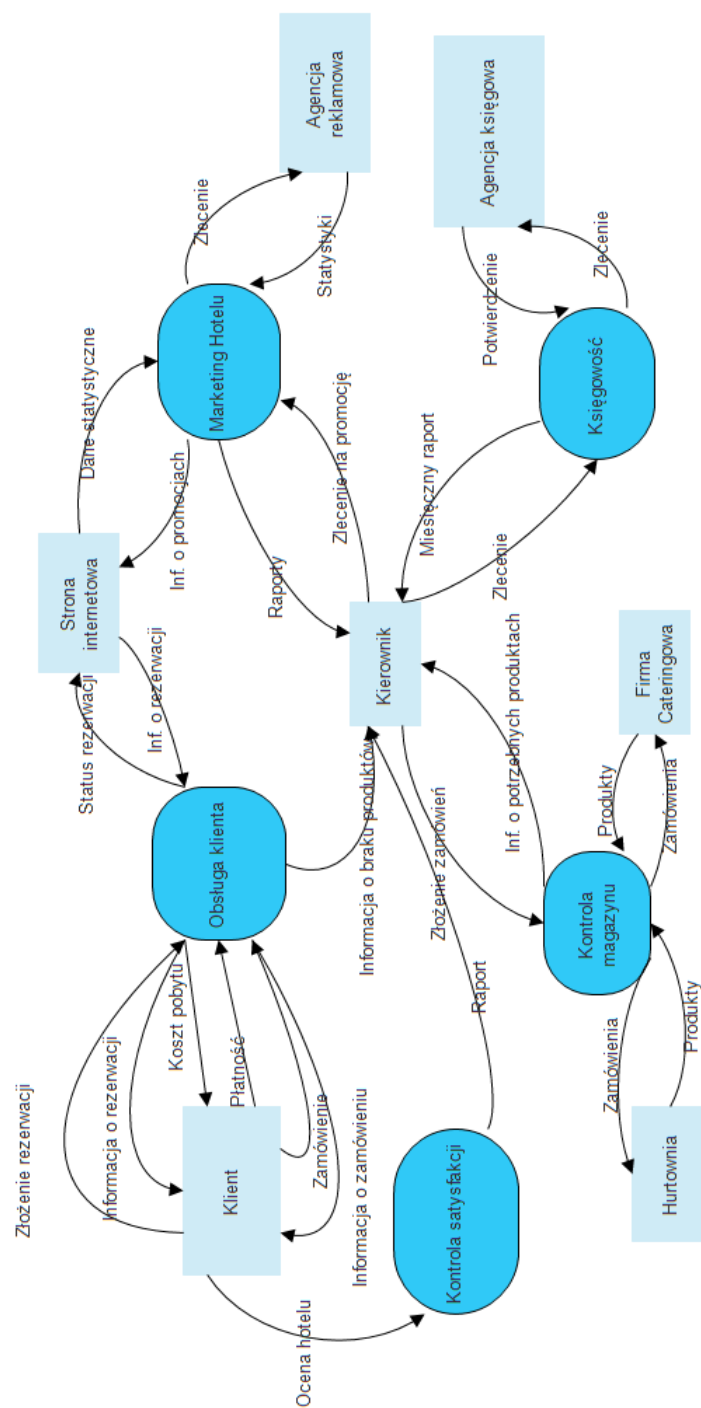 Złożenie rezerwacji
Informacja o rezerwacji
Koszt pobytu
Płatność
Zamówienie
Informacja o zamówieniu
Klient
Ocena hotelu
Obsługa klienta
Status rezerwacji
Inf. o rezerwacji
Strona
internetowa
Dane statystyczne
Inf. o promocjach
Marketing Hotelu
Zlecenie
Statystyki
Agencja
reklamowa
Raporty
Zlecenie na promocję
Informacja o braku produktów
Kierownik
Miesięczny raport
Zlecenie
Księgowość
Potwierdzenie
Zlecenie
Agencja księgowa
Kontrola satysfakcji
Raport
Złożenie zamówień
Inf. o potrzebnych produktach
Kontrola
magazynu
Produkty
Zamówienia
Firma
Cateringowa
Zamówienia
Produkty
Hurtownia